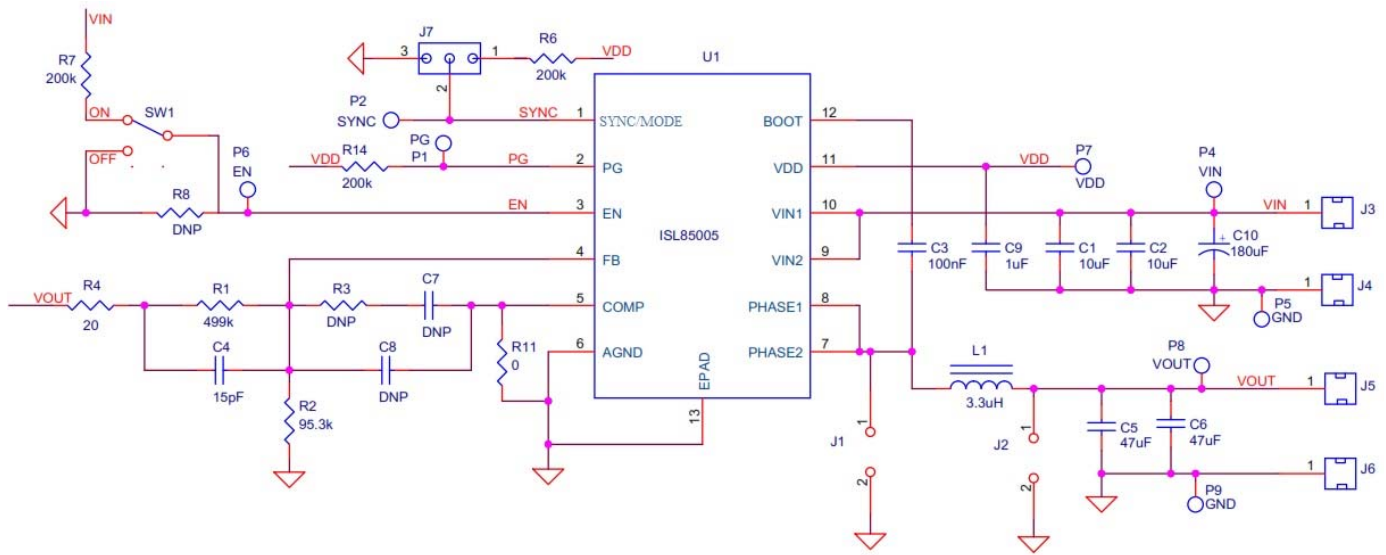 VIN
R7
200k
ON
SW1
OFF
R8
DNP
P6
EN
J7
3
1
2
R6
200k
VDD
P2
SYNC
SYNC
1
PG
P1
VDD
R14
200k
PG
2
EN
3
4
VOUT
R4
20
R1
499k
R3
DNP
C7
DNP
5
C4
15pF
C8
DNP
R11
0
6
R2
95.3k
U1
SYNC/MODE
PG
EN
FB
COMP
AGND
ISL85005
EPAD
13
BOOT
VDD
VIN1
VIN2
PHASE1
PHASE2
12
11
10
9
8
7
VDD
P7
VDD
P4
VIN
VIN
1
J3
C3
100nF
C9
1uF
C1
10uF
C2
10uF
+
C10
180uF
1
J4
P5
GND
L1
3.3uH
P8
VOUT
VOUT
1
J5
C5
47uF
C6
47uF
J1
1
2
J2
1
2
1
J6
P9
GND